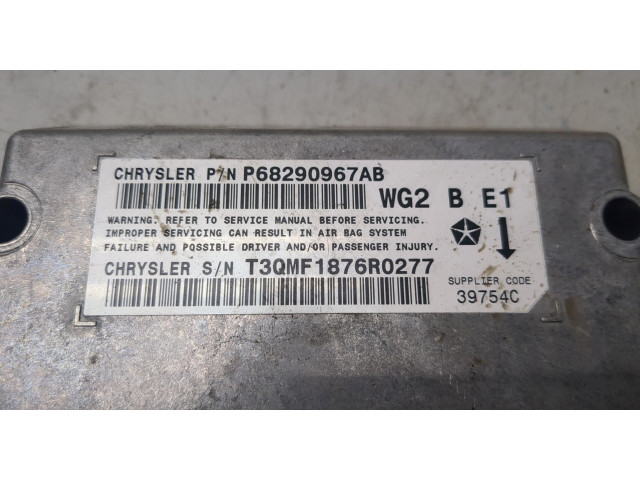 CHRYSLER P/N P68290967AB
WG2 B E1
WARNING: REFER TO SERVICE MANUAL BEFORE SERVICING.
IMPROPER SERVICING CAN RESULT IN AIR BAG SYSTEM
FAILURE AND POSSIBLE DRIVER AND/OR PASSENGER INJURY.
CHRYSLER S/N T3QMF1876R0277
SUPPLIER CODE
39754C